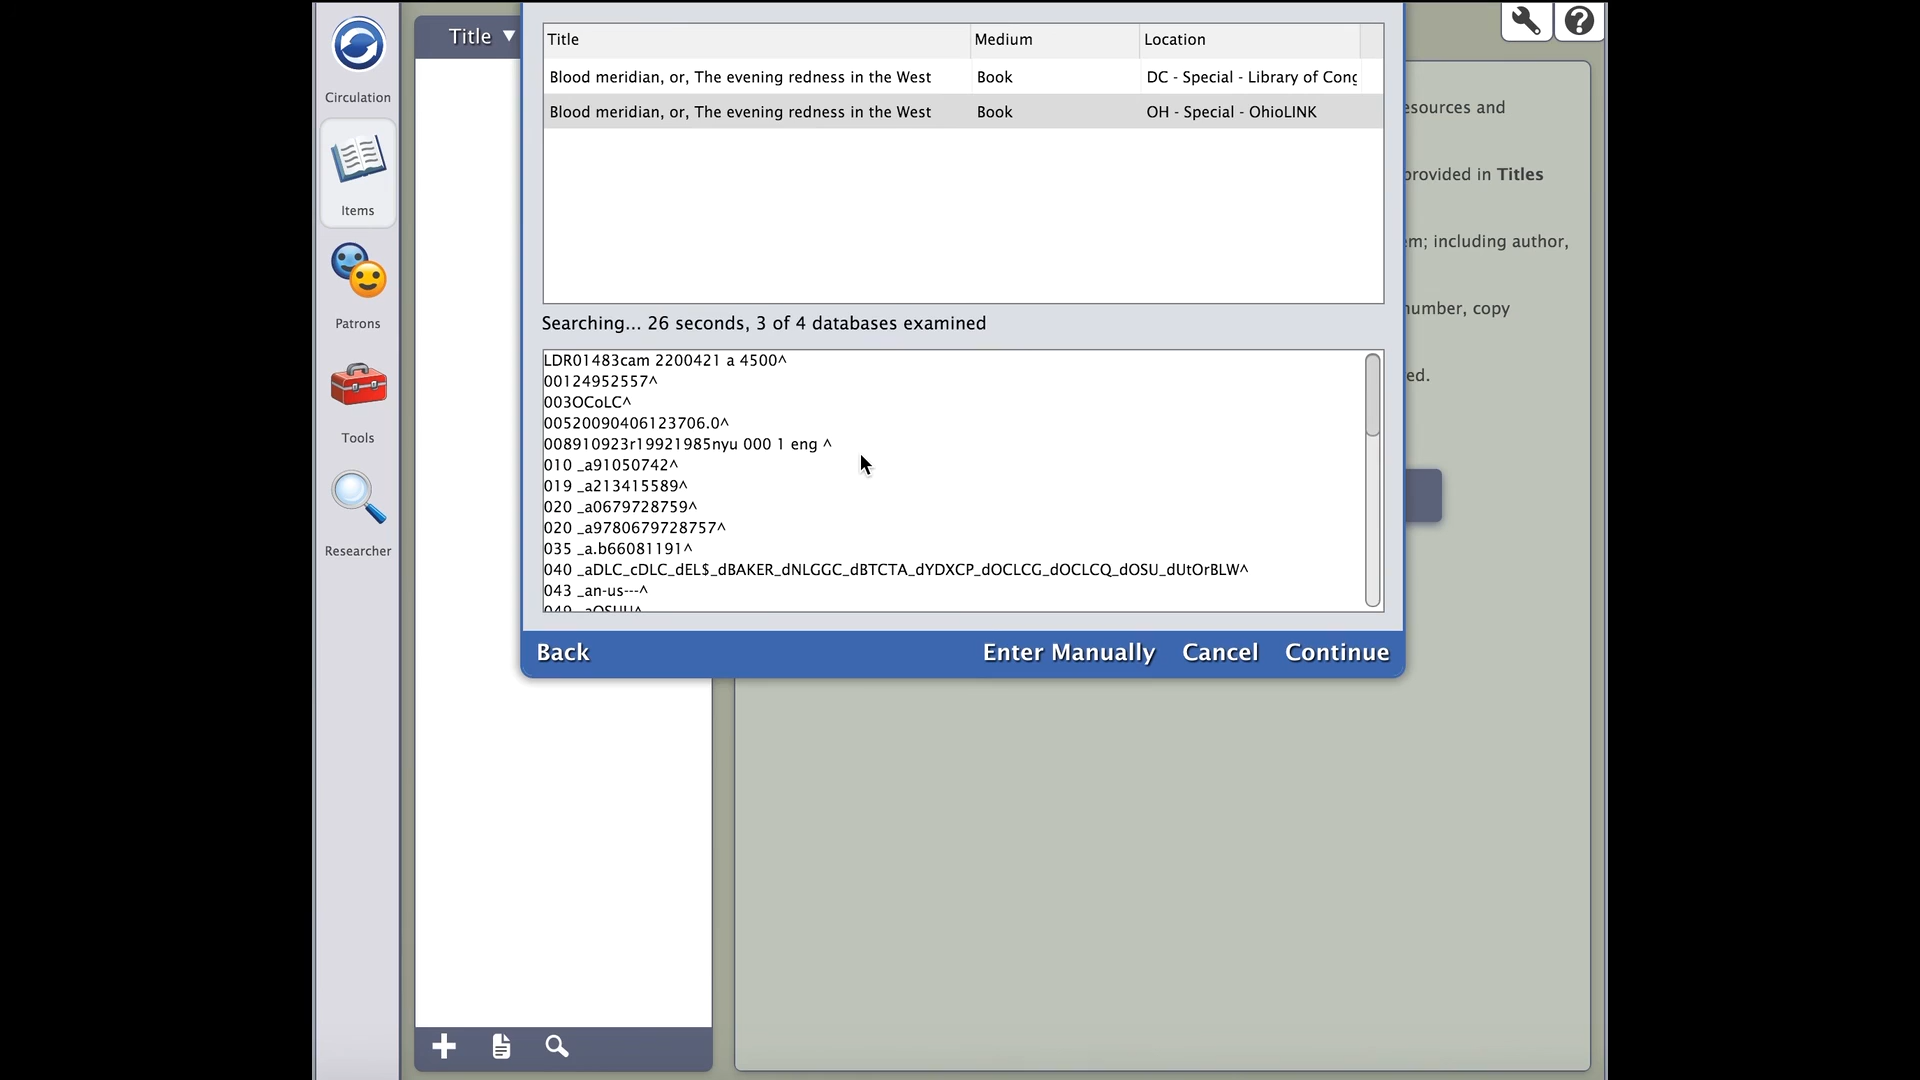 Circulation
Items
Patrons
Tools
Researcher
Title ▼
Title Medium Location
Blood meridian, or, The evening redness in the West Book DC - Special - Library of Cong
Blood meridian, or, The evening redness in the West Book OH - Special - OhioLINK
Searching... 26 seconds, 3 of 4 databases examined
LDR01483cam 2200421 a 4500^
00124952557^
003OCoLC^
00520090406123706.0^
008910923r19921985nyu 000 1 eng ^
010 _a91050742^
019 _a213415589^
020 _a0679728759^
020 _a9780679728757^
035 _a.b66081191^
040 _aDLC_cDLC_dEL$_dBAKER_dNLGGC_dBTCTA_dYDXCP_dOCLCG_dOCLCQ_dOSU_dUtOrBLW^
043 _an-us---^
049 _aOSUU^
Back Enter Manually Cancel Continue
esources and
provided in Titles
em; including author,
number, copy
ed.